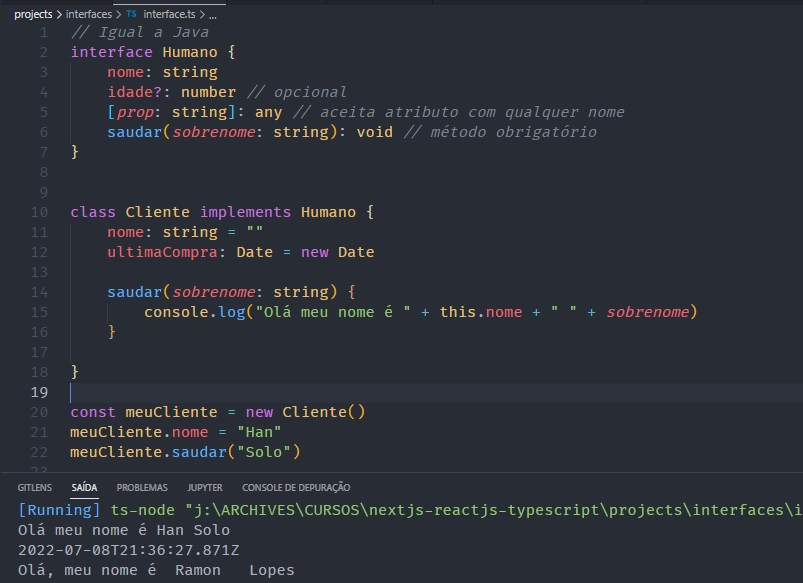 projects > interfaces > TS interface.ts > ...
1 // Igual a Java
2 interface Humano {
3 nome: string
4 idade?: number // opcional
5 [prop: string]: any // aceita atributo com qualquer nome
6 saudar(sobrenome: string): void // método obrigatório
7 }
8
9
10 class Cliente implements Humano {
11 nome: string = ""
12 ultimaCompra: Date = new Date
13
14 saudar(sobrenome: string) {
15 console.log("Olá meu nome é " + this.nome + " " + sobrenome)
16 }
17
18 }
19
20 const meuCliente = new Cliente()
21 meuCliente.nome = "Han"
22 meuCliente.saudar("Solo")
23
GITLENS SAÍDA PROBLEMAS JUPYTER CONSOLE DE DEPURAÇÃO
[Running] ts-node "j:\ARCHIVES\CURSOS\nextjs-reactjs-typescript\projects\interfaces\i
Olá meu nome é Han Solo
2022-07-08T21:36:27.871Z
Olá, meu nome é  Ramon   Lopes